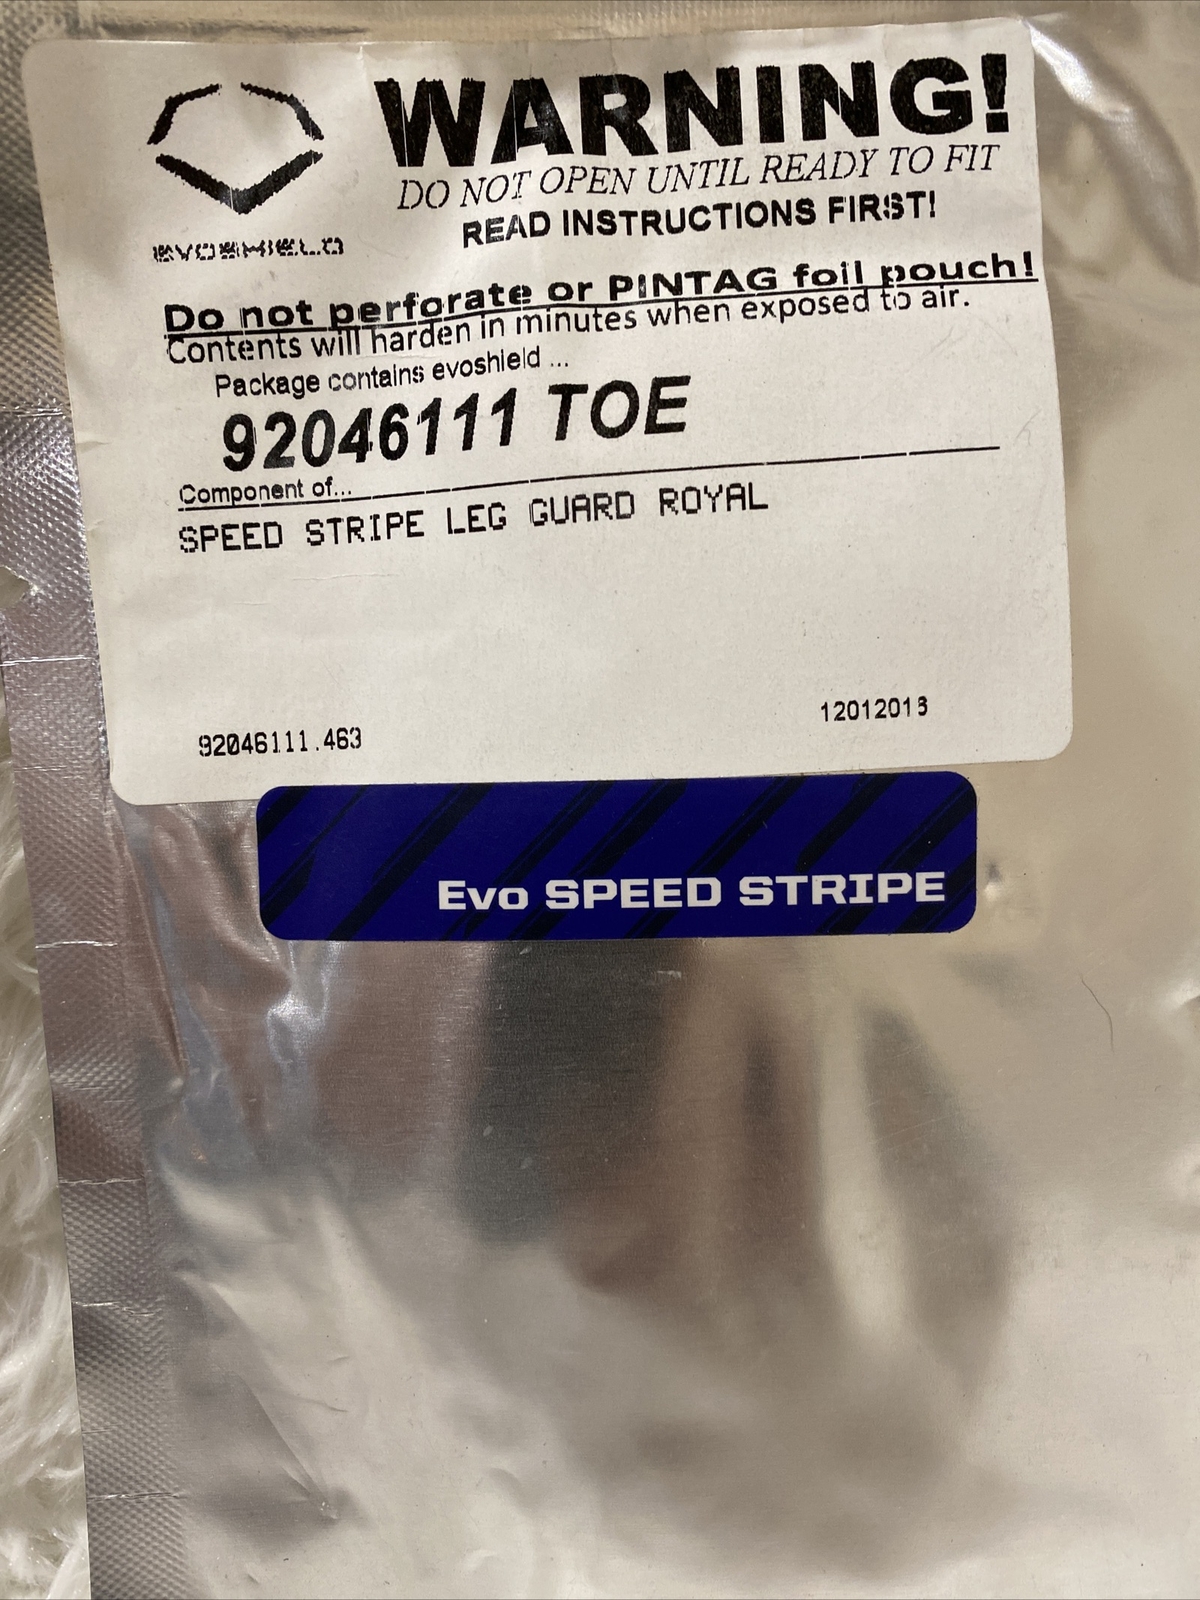 WARNING!
DO NOT OPEN UNTIL READY TO FIT
READ INSTRUCTIONS FIRST!
EVOSHIELD
Do not perforate or PINTAG foil pouch!
Contents will harden in minutes when exposed to air.
Package contains evoshield ...
92046111 TOE
Component of...
SPEED STRIPE LEG GUARD ROYAL
92046111.463
12012013
Evo SPEED STRIPE